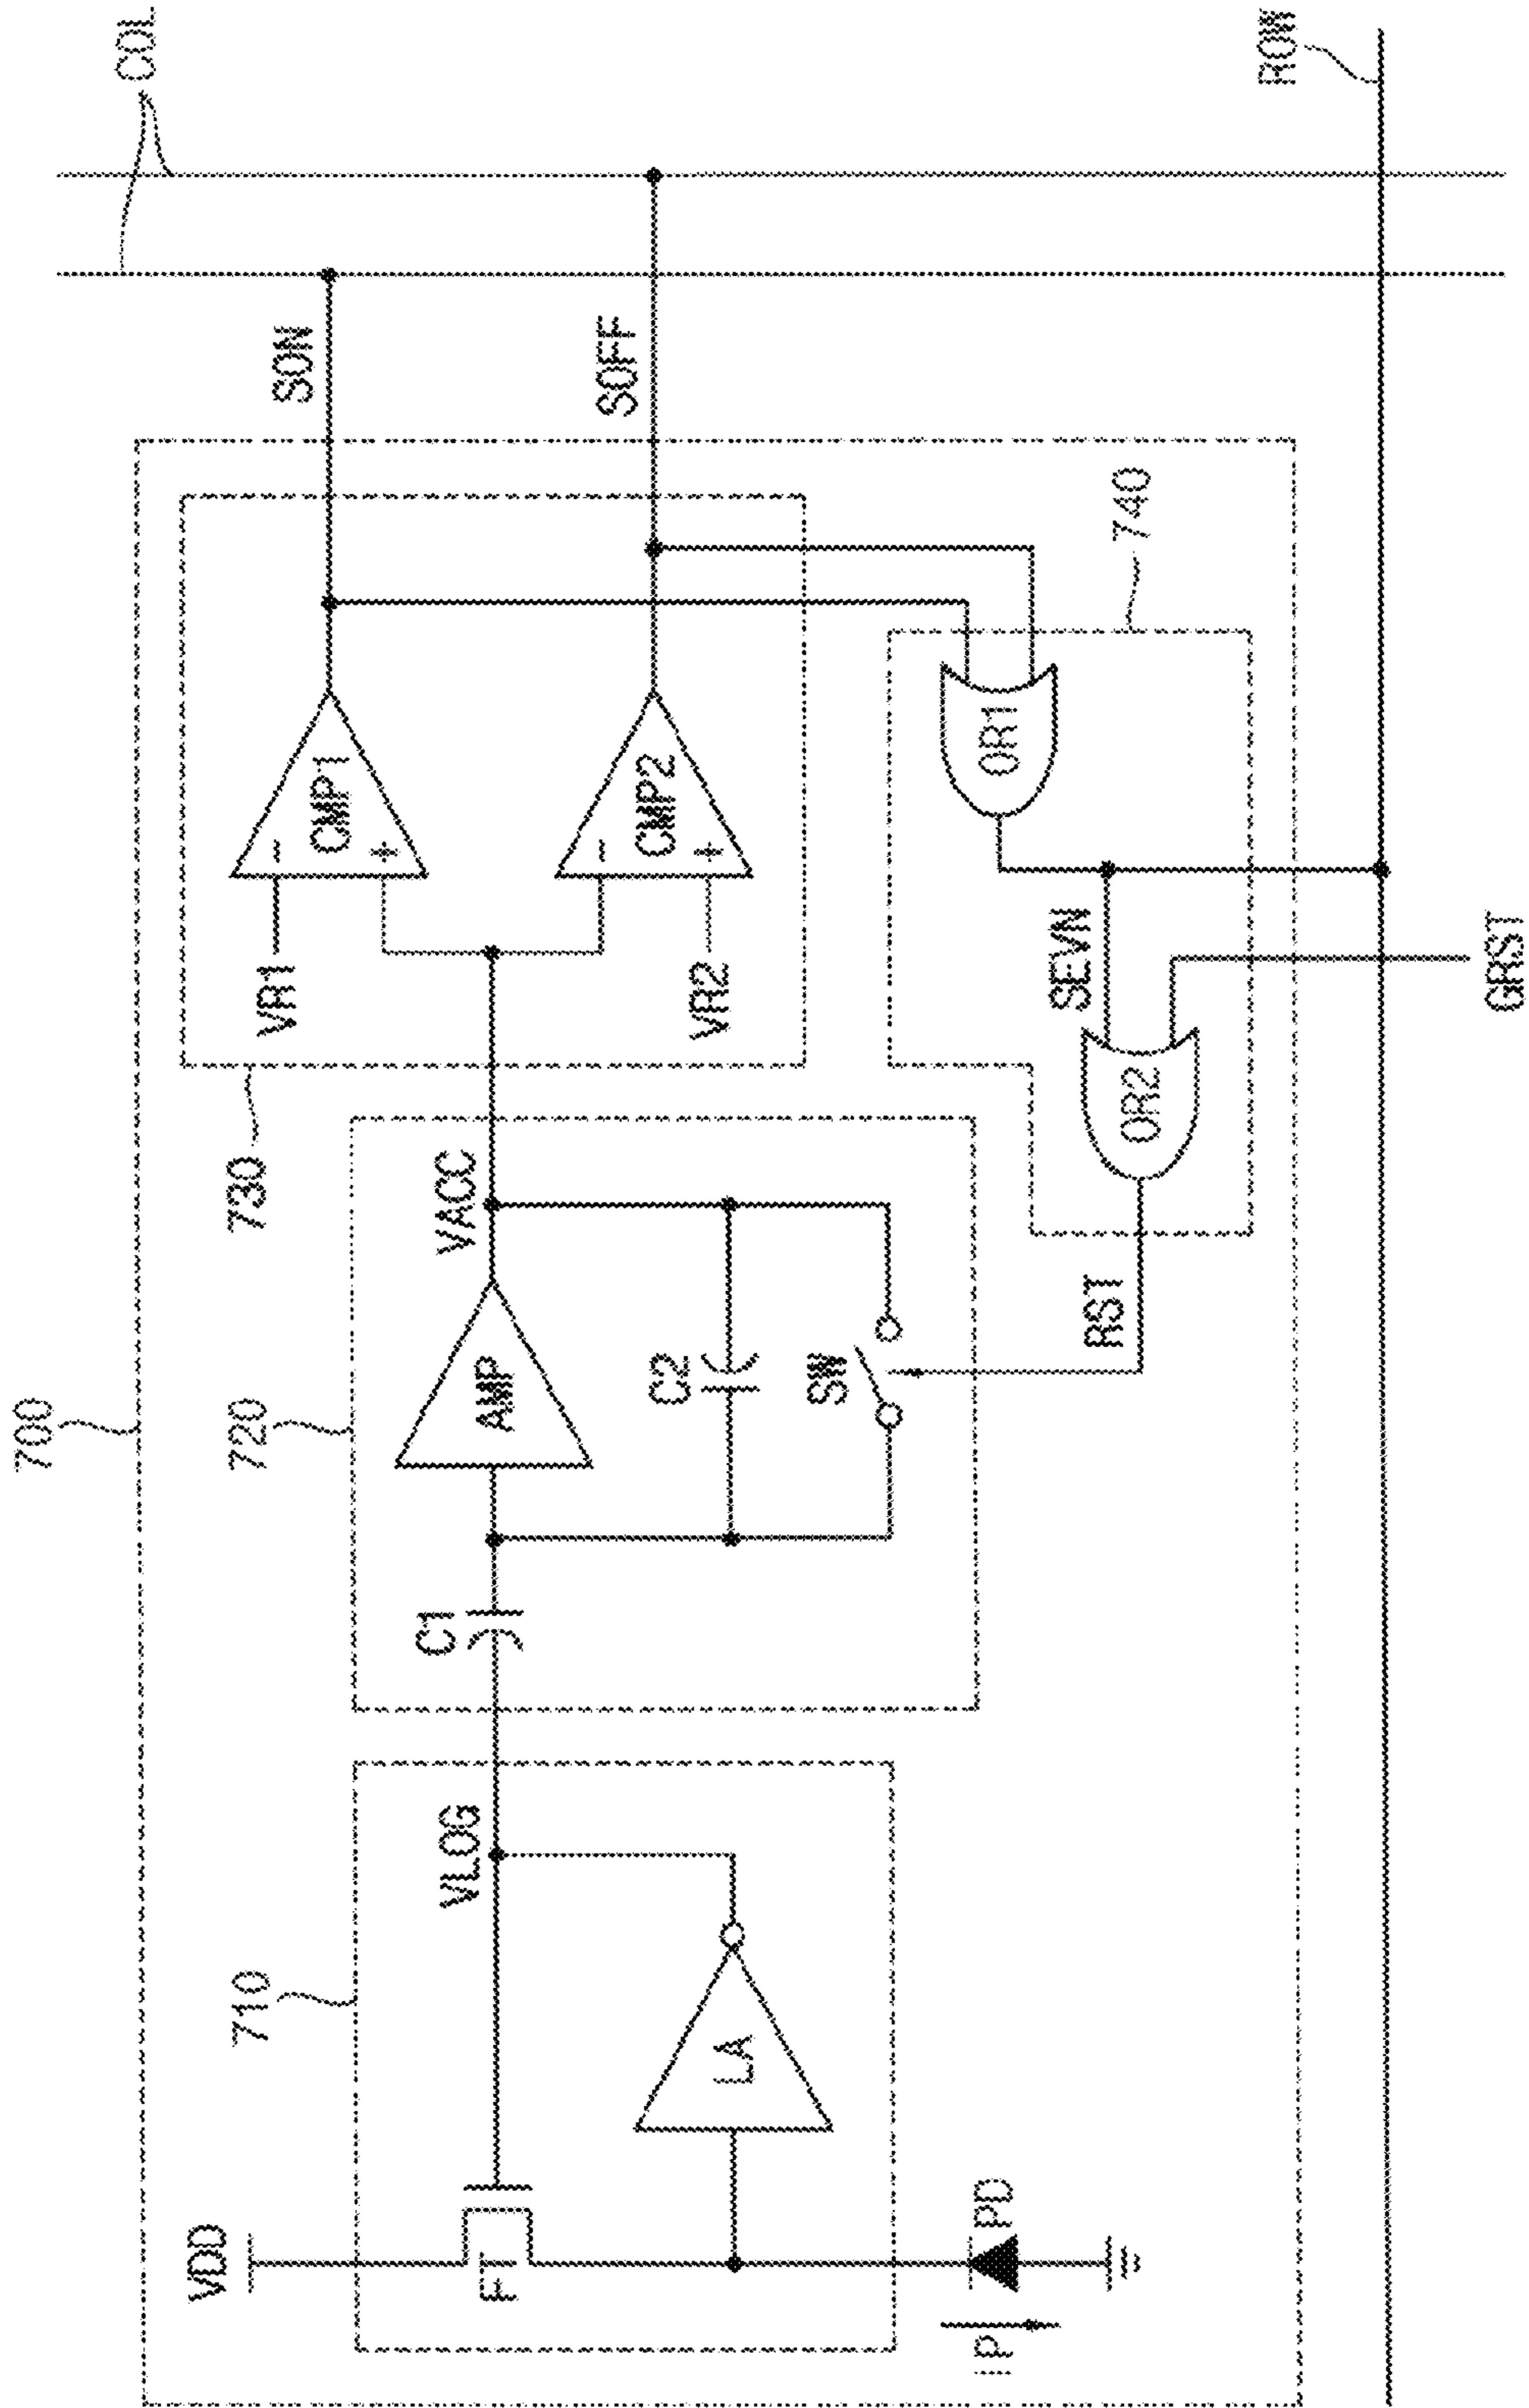 700
COL
730
SON
VR1
CMP1
-
+
720
VACC
SOFF
AMP
CMP2
-
+
VR2
710
C1
VLOG
C2
SW
740
VDD
FT
LA
OR1
SEVN
RST
OR2
PD
iP
ROW
GRST